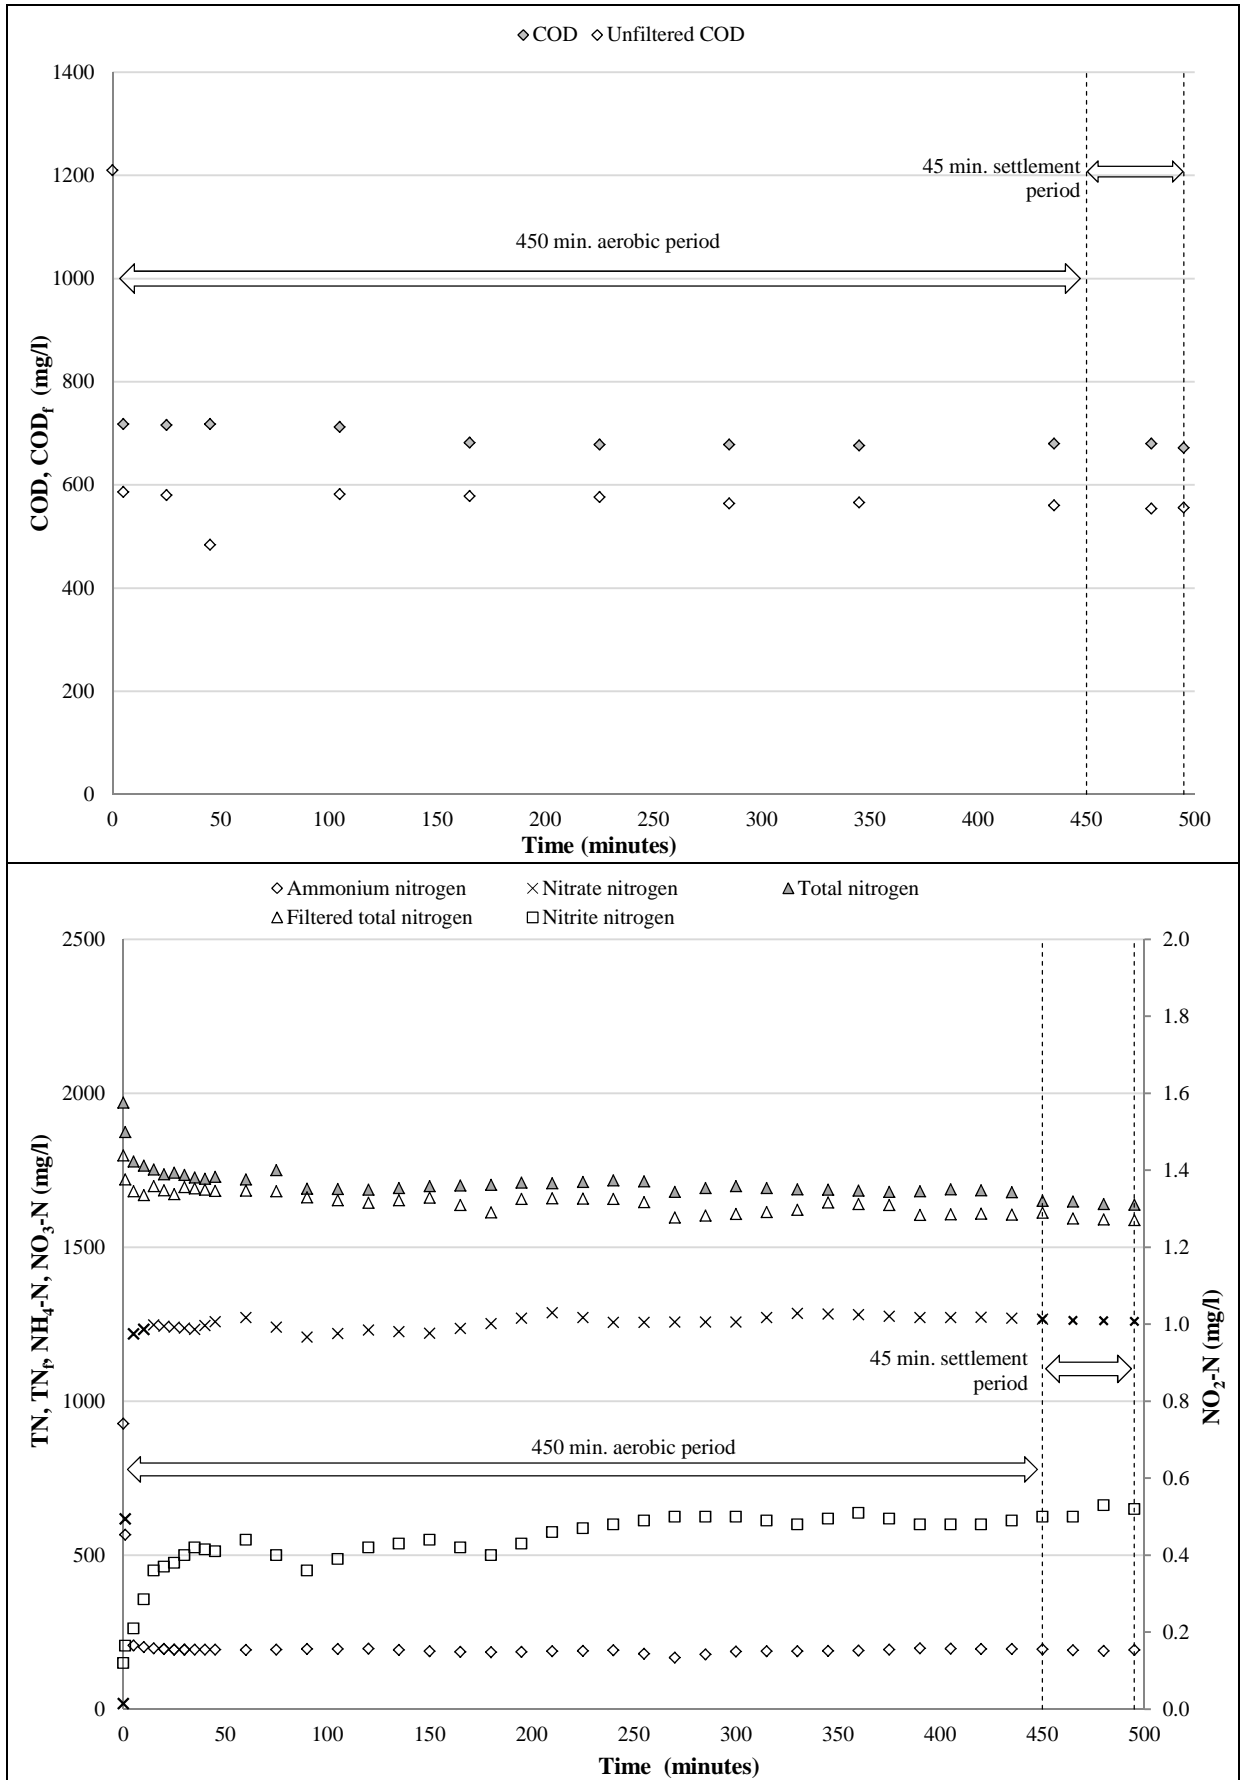 COD Unfiltered COD
1400
1200
1000
800
600
400
200
0
COD, COD_f (mg/l)
45 min. settlement
period
450 min. aerobic period
0 50 100 150 200 250 300 350 400 450 500
Time (minutes)
Ammonium nitrogen Nitrate nitrogen Total nitrogen
Filtered total nitrogen Nitrite nitrogen
2500
2000
1500
1000
500
0
TN, TN_f, NH_4-N, NO_3-N (mg/l)
2.0
1.8
1.6
1.4
1.2
1.0
0.8
0.6
0.4
0.2
0.0
NO_2-N (mg/l)
45 min. settlement
period
450 min. aerobic period
0 50 100 150 200 250 300 350 400 450 500
Time (minutes)